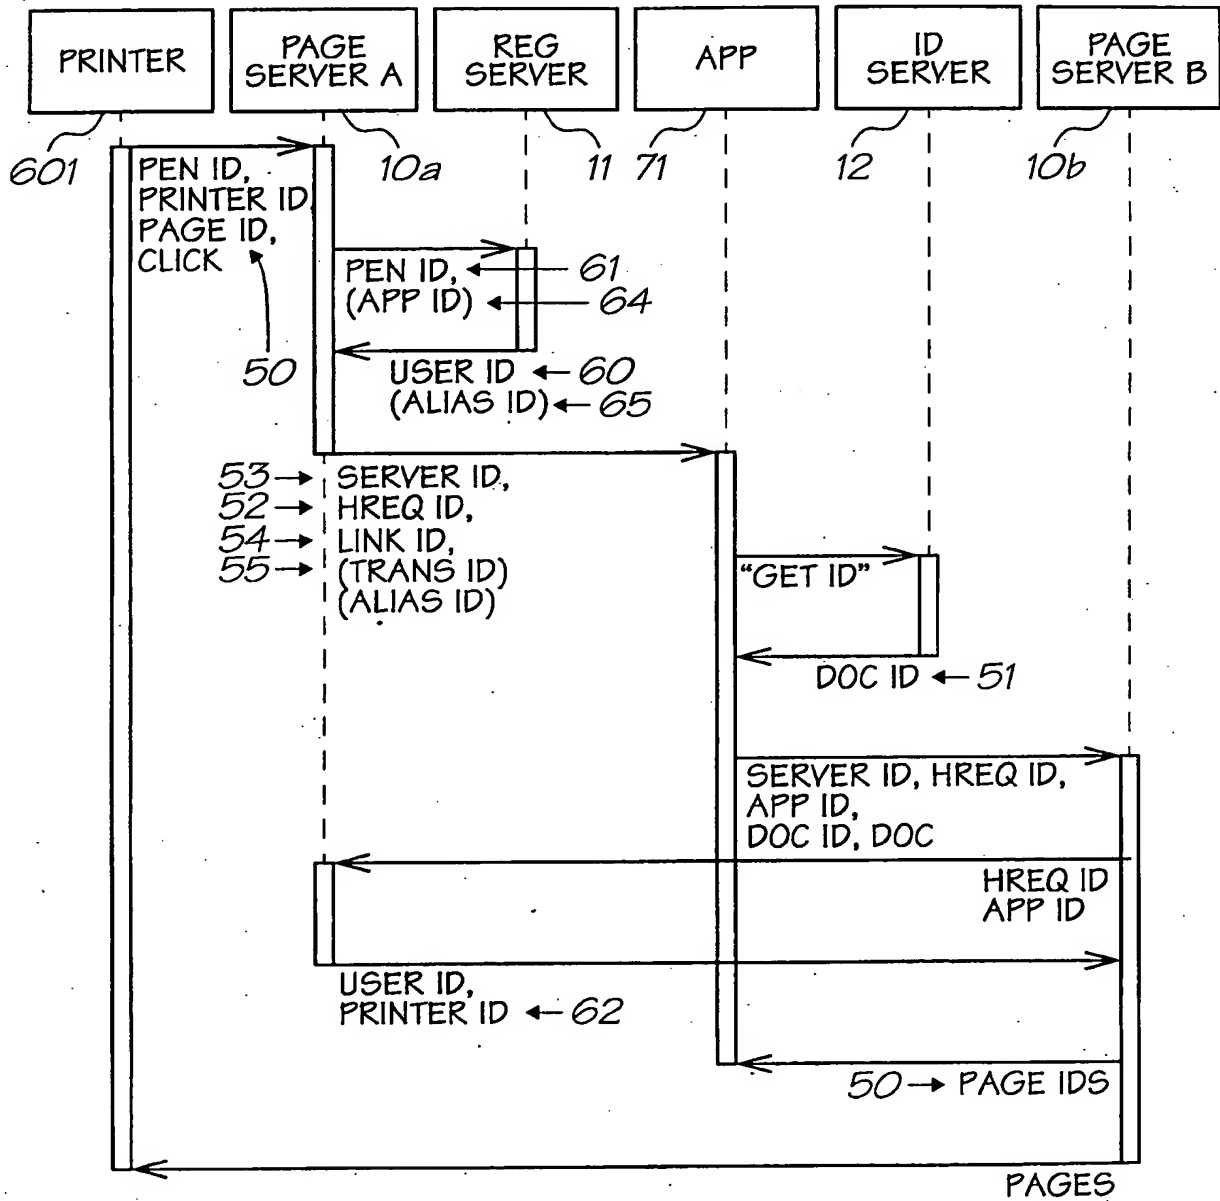 PRINTER
PAGE
SERVER A
REG
SERVER
APP
ID
SERVER
PAGE
SERVER B
601
10a
11
71
12
10b
PEN ID,
PRINTER ID,
PAGE ID,
CLICK
50
PEN ID,
61
(APP ID)
64
USER ID
60
(ALIAS ID)
65
53
SERVER ID,
52
HREQ ID,
54
LINK ID,
55
(TRANS ID)
(ALIAS ID)
"GET ID"
DOC ID
51
SERVER ID, HREQ ID,
APP ID,
DOC ID, DOC
HREQ ID
APP ID
USER ID,
PRINTER ID
62
50
PAGE IDS
PAGES